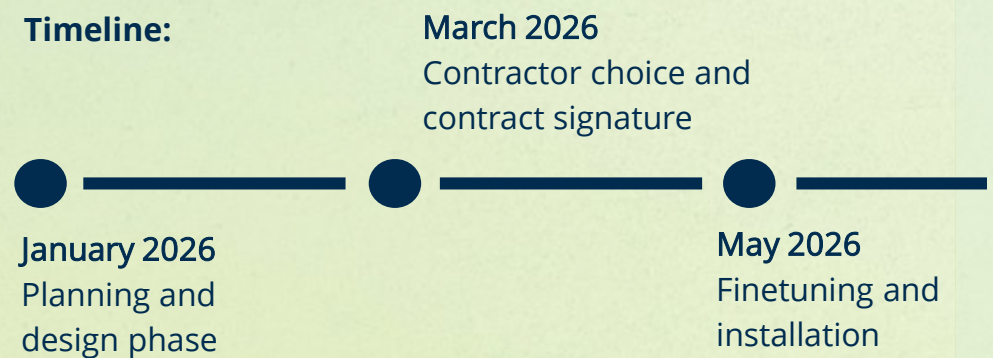 Timeline:
March 2026
Contractor choice and
contract signature
January 2026
Planning and
design phase
May 2026
Finetuning and
installation